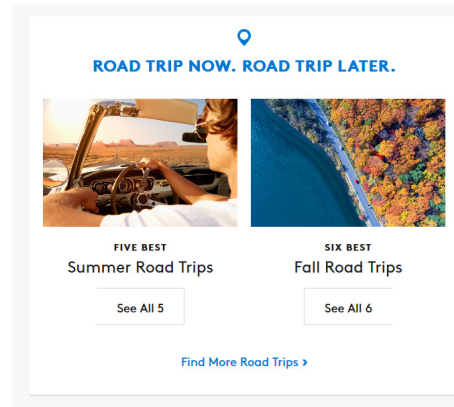 ROAD TRIP NOW. ROAD TRIP LATER.
FIVE BEST
Summer Road Trips
See All 5
SIX BEST
Fall Road Trips
See All 6
Find More Road Trips ›